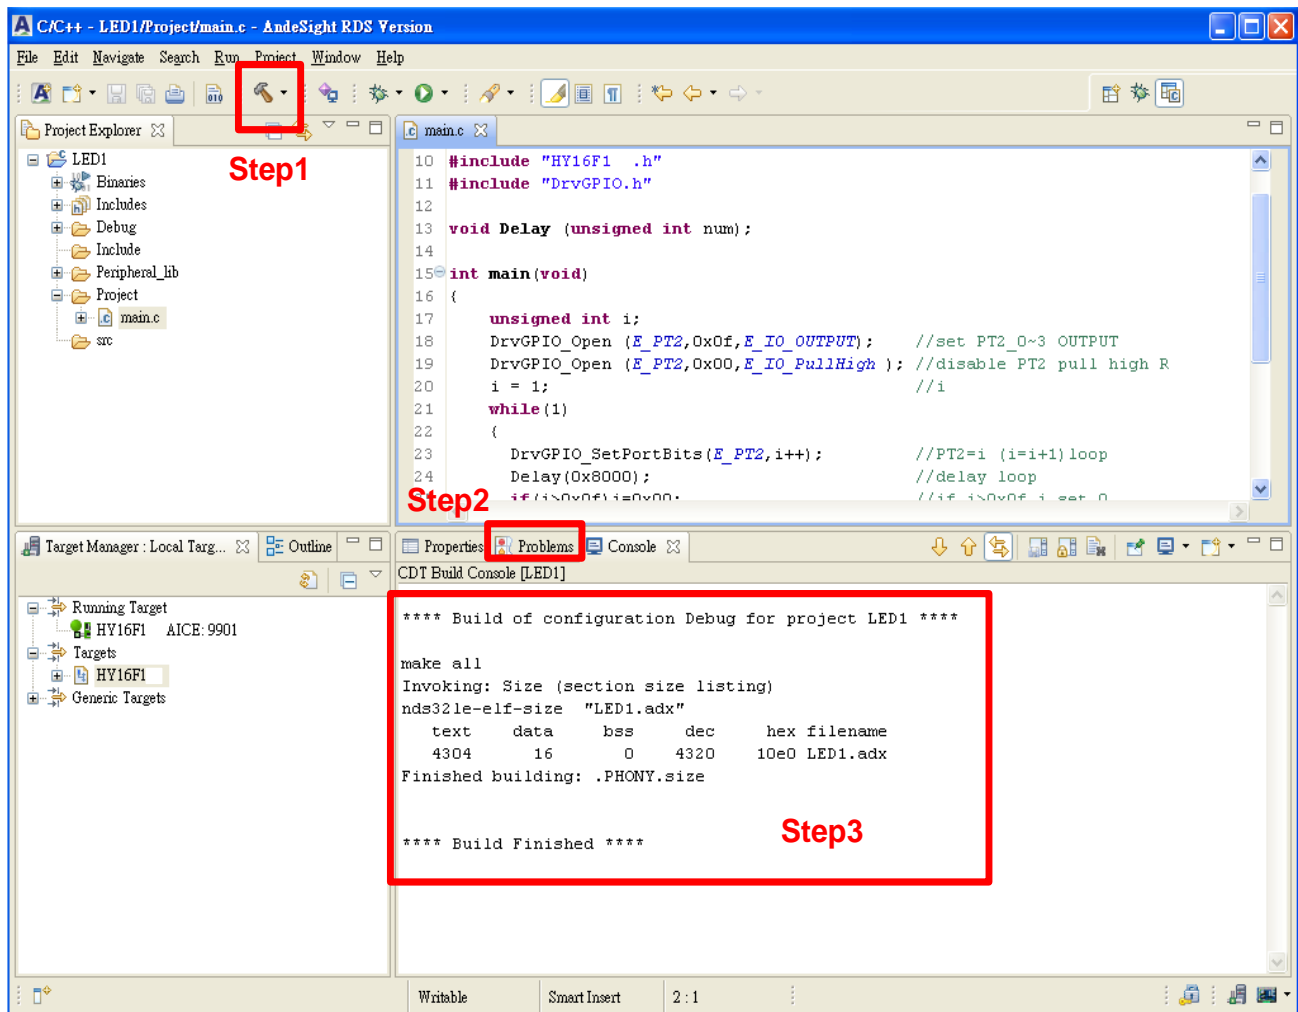 C/C++ - LED1/Project/main.c - AndeSight RDS Version
File Edit Navigate Search Run Project Window Help
Project Explorer
Step1
LED1
Binaries
Includes
Debug
Include
Peripheral_lib
Project
main.c
src
main.c
10 #include "HY16F1 .h"
11 #include "DrvGPIO.h"
12
13 void Delay (unsigned int num);
14
15 int main(void)
16 {
17 unsigned int i;
18 DrvGPIO_Open (E_PT2,0x0f,E_IO_OUTPUT); //set PT2_0~3 OUTPUT
19 DrvGPIO_Open (E_PT2,0x00,E_IO_PullHigh ); //disable PT2 pull high R
20 i = 1; //i
21 while(1)
22 {
23 DrvGPIO_SetPortBits(E_PT2,i++); //PT2=i (i=i+1)loop
24 Delay(0x8000); //delay loop
if(i>0x0f)i=0x00; //if i>0x0f i set 0
Step2
Target Manager : Local Targ... Outline
Running Target
HY16F1 AICE: 9901
Targets
HY16F1
Generic Targets
Properties Problems Console
CDT Build Console [LED1]
**** Build of configuration Debug for project LED1 ****
make all
Invoking: Size (section size listing)
nds32le-elf-size "LED1.adx"
text data bss dec hex filename
4304 16 0 4320 10e0 LED1.adx
Finished building: .PHONY.size
Step3
**** Build Finished ****
Writable Smart Insert 2 : 1